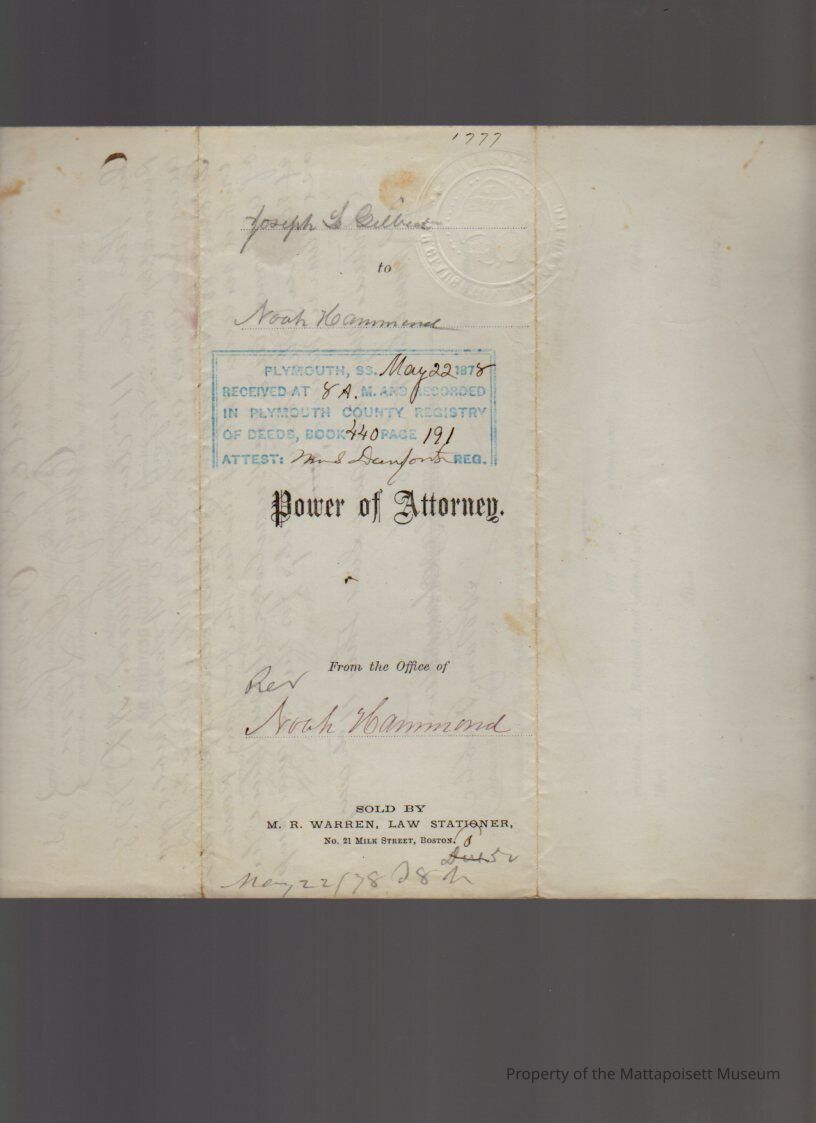 1777
Joseph L Gilbert
to
Noah Hammond
PLYMOUTH, SS. May 22 1878
RECEIVED AT 8 A. M. AND RECORDED
IN PLYMOUTH COUNTY REGISTRY
OF DEEDS, BOOK 440 PAGE 191
ATTEST: Wm S Danforth REG.
Power of Attorney.
From the Office of
Rev
Noah Hammond
SOLD BY
M. R. WARREN, LAW STATIONER,
No. 21 Milk Street, Boston.
May 22/78
Property of the Mattapoisett Museum